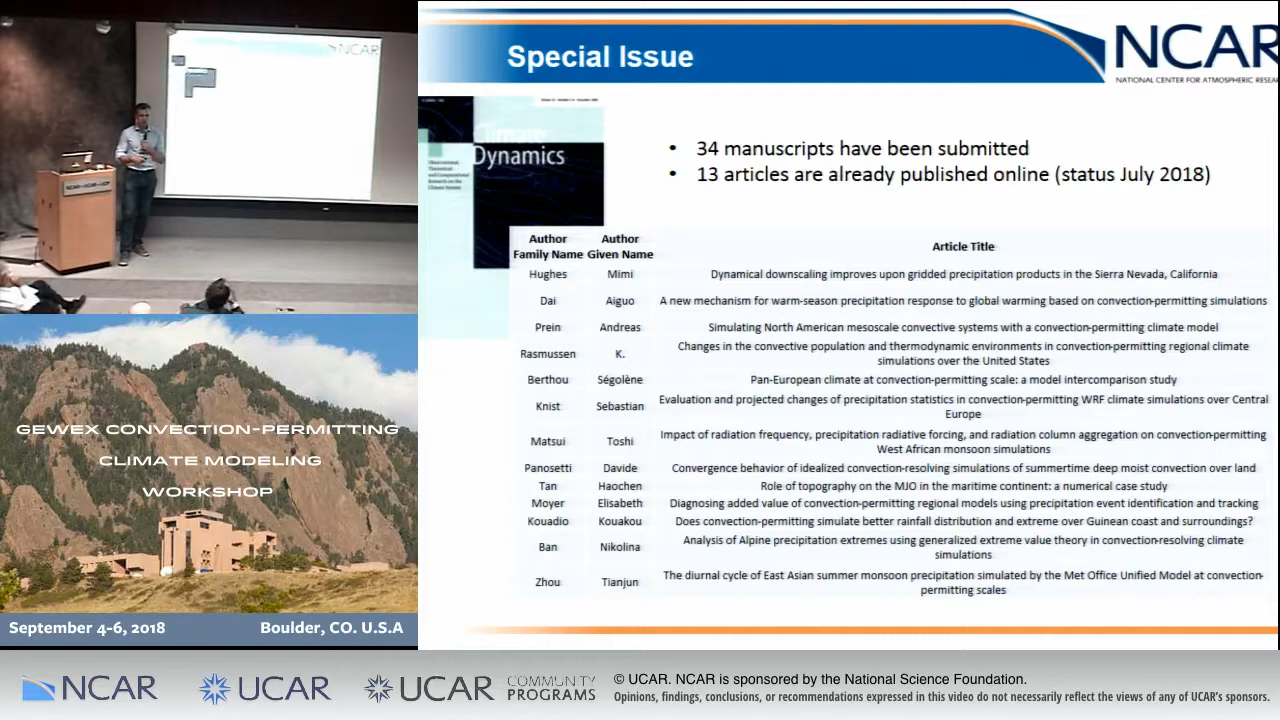 NCAR
Special Issue
NCAR
NATIONAL CENTER FOR ATMOSPHERIC RESEA
Climate
Dynamics
Observational,
Theoretical
and Computational
Research on the
Climate System
• 34 manuscripts have been submitted
• 13 articles are already published online (status July 2018)
Author Family Name Author Given Name Article Title
Hughes Mimi Dynamical downscaling improves upon gridded precipitation products in the Sierra Nevada, California
Dai Aiguo A new mechanism for warm-season precipitation response to global warming based on convection-permitting simulations
Prein Andreas Simulating North American mesoscale convective systems with a convection-permitting climate model
Rasmussen K. Changes in the convective population and thermodynamic environments in convection-permitting regional climate
simulations over the United States
Berthou Ségolène Pan-European climate at convection-permitting scale: a model intercomparison study
Knist Sebastian Evaluation and projected changes of precipitation statistics in convection-permitting WRF climate simulations over Central
Europe
Matsui Toshi Impact of radiation frequency, precipitation radiative forcing, and radiation column aggregation on convection-permitting
West African monsoon simulations
Panosetti Davide Convergence behavior of idealized convection-resolving simulations of summertime deep moist convection over land
Tan Haochen Role of topography on the MJO in the maritime continent: a numerical case study
Moyer Elisabeth Diagnosing added value of convection-permitting regional models using precipitation event identification and tracking
Kouadio Kouakou Does convection-permitting simulate better rainfall distribution and extreme over Guinean coast and surroundings?
Ban Nikolina Analysis of Alpine precipitation extremes using generalized extreme value theory in convection-resolving climate
simulations
Zhou Tianjun The diurnal cycle of East Asian summer monsoon precipitation simulated by the Met Office Unified Model at convection-
permitting scales
GEWEX CONVECTION-PERMITTING
CLIMATE MODELING
WORKSHOP
September 4-6, 2018 Boulder, CO. U.S.A
NCAR UCAR UCAR COMMUNITY
PROGRAMS
© UCAR. NCAR is sponsored by the National Science Foundation.
Opinions, findings, conclusions, or recommendations expressed in this video do not necessarily reflect the views of any of UCAR's sponsors.